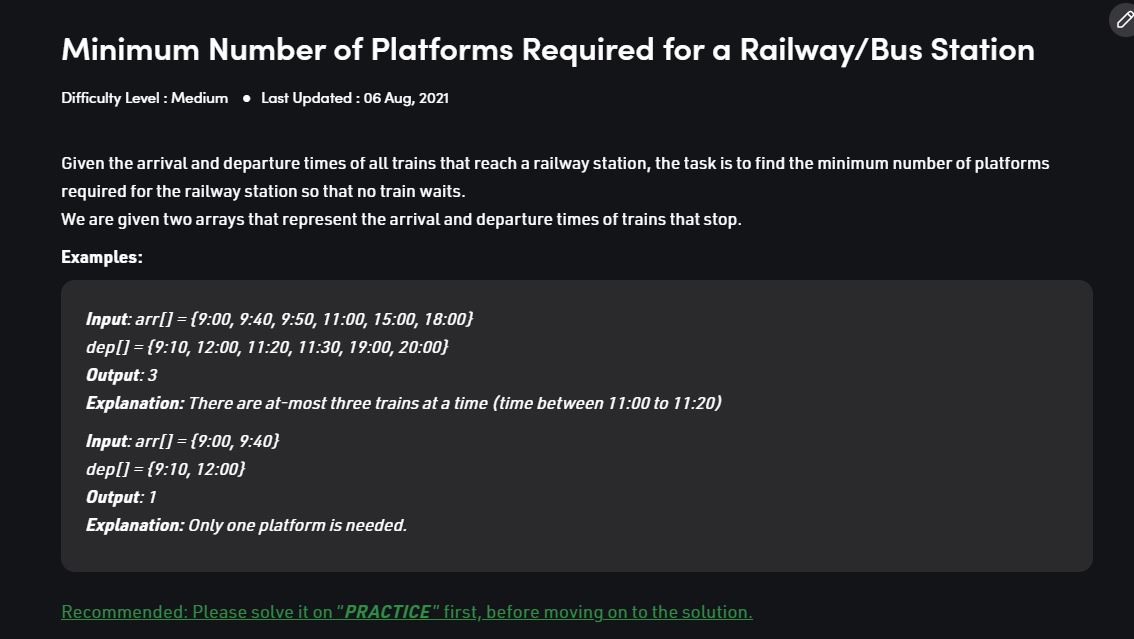 Minimum Number of Platforms Required for a Railway/Bus Station
Difficulty Level : Medium ● Last Updated : 06 Aug, 2021
Given the arrival and departure times of all trains that reach a railway station, the task is to find the minimum number of platforms
required for the railway station so that no train waits.
We are given two arrays that represent the arrival and departure times of trains that stop.
Examples:
Input: arr[] = {9:00, 9:40, 9:50, 11:00, 15:00, 18:00}
dep[] = {9:10, 12:00, 11:20, 11:30, 19:00, 20:00}
Output: 3
Explanation: There are at-most three trains at a time (time between 11:00 to 11:20)
Input: arr[] = {9:00, 9:40}
dep[] = {9:10, 12:00}
Output: 1
Explanation: Only one platform is needed.
Recommended: Please solve it on “PRACTICE” first, before moving on to the solution.